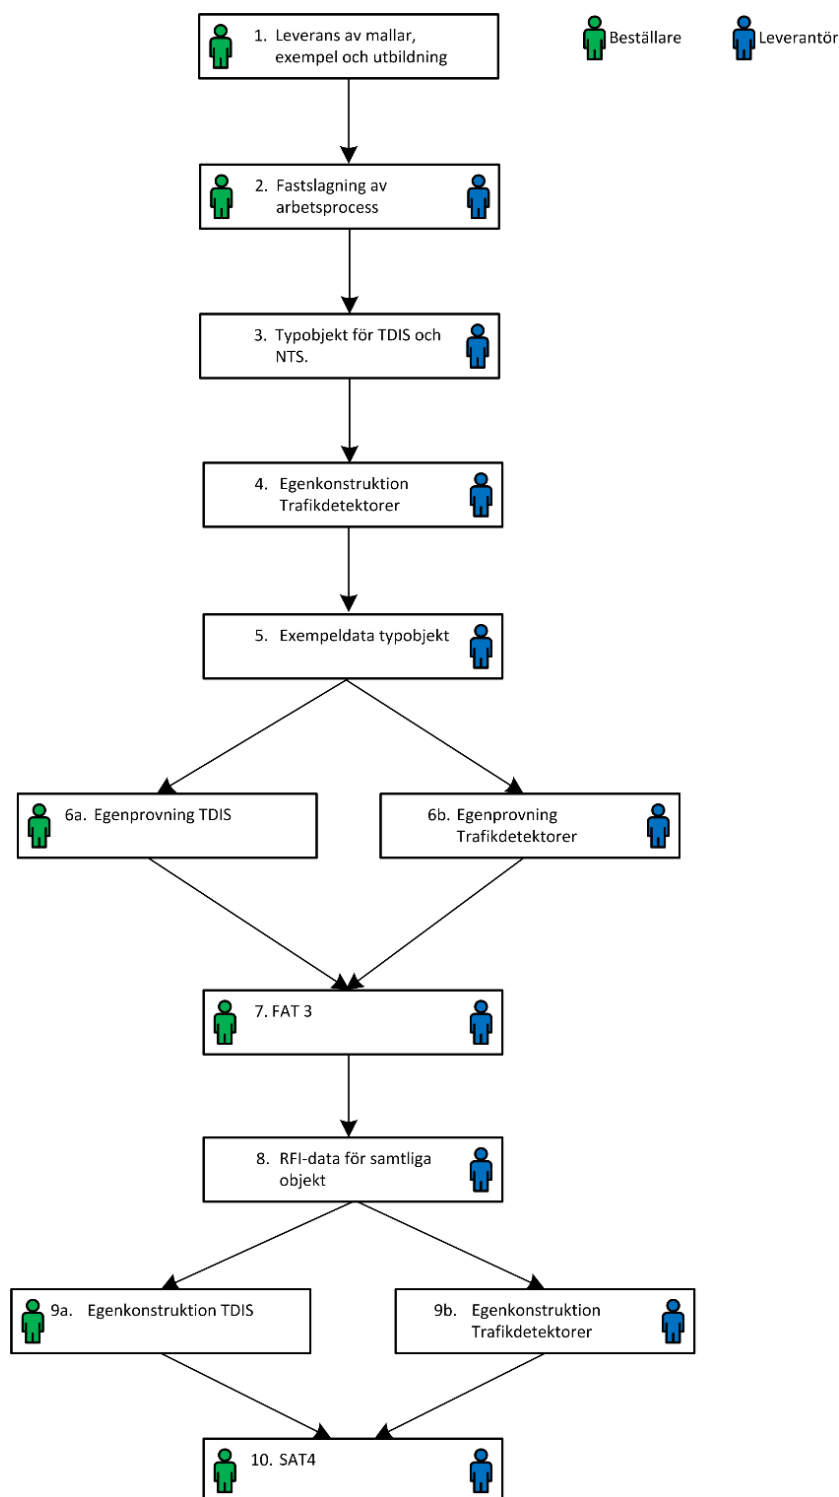 1. Leverans av mallar,
exempel och utbildning
Beställare
Leverantör
2. Fastslagning av
arbetsprocess
3. Typobjekt för TDIS och
NTS.
4. Egenkonstruktion
Trafikdetektorer
5. Exempeldata typobjekt
6a. Egenprovning TDIS
6b. Egenprovning
Trafikdetektorer
7. FAT 3
8. RFI-data för samtliga
objekt
9a. Egenkonstruktion TDIS
9b. Egenkonstruktion
Trafikdetektorer
10. SAT4